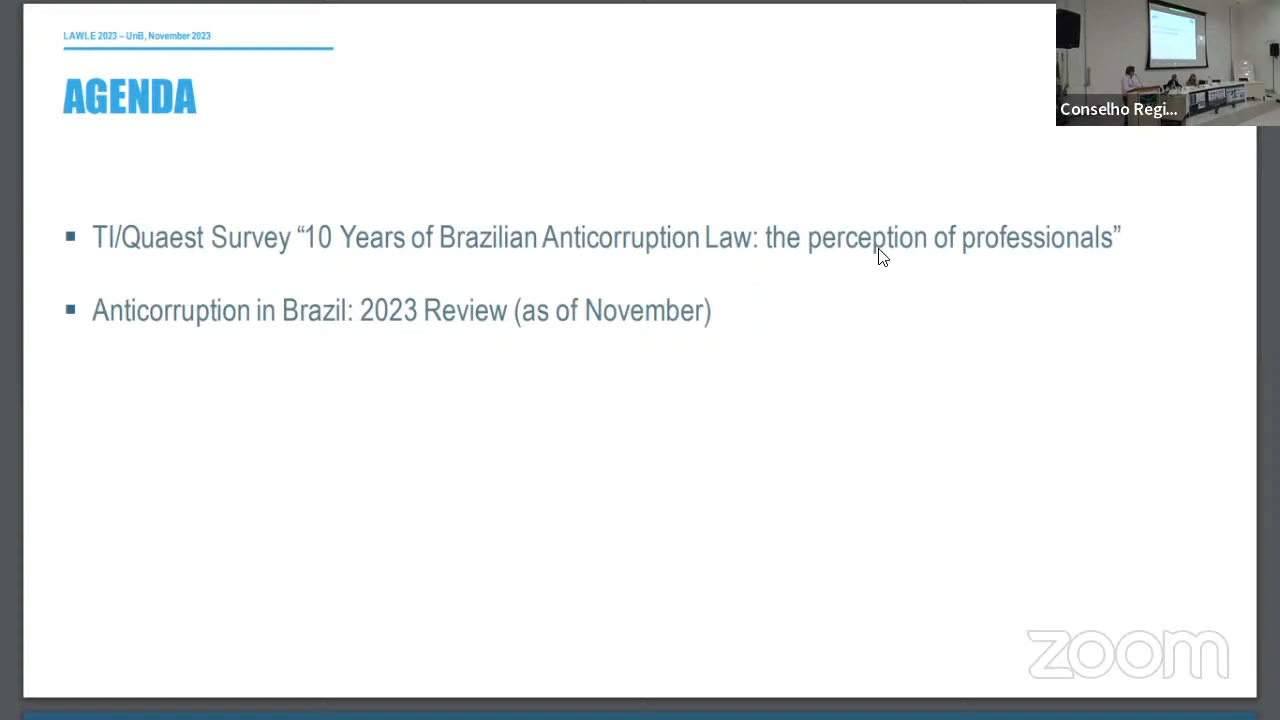 LAWLE 2023 – UnB, November 2023
AGENDA
Conselho Regi...
▪ TI/Quaest Survey “10 Years of Brazilian Anticorruption Law: the perception of professionals”
▪ Anticorruption in Brazil: 2023 Review (as of November)
zoom